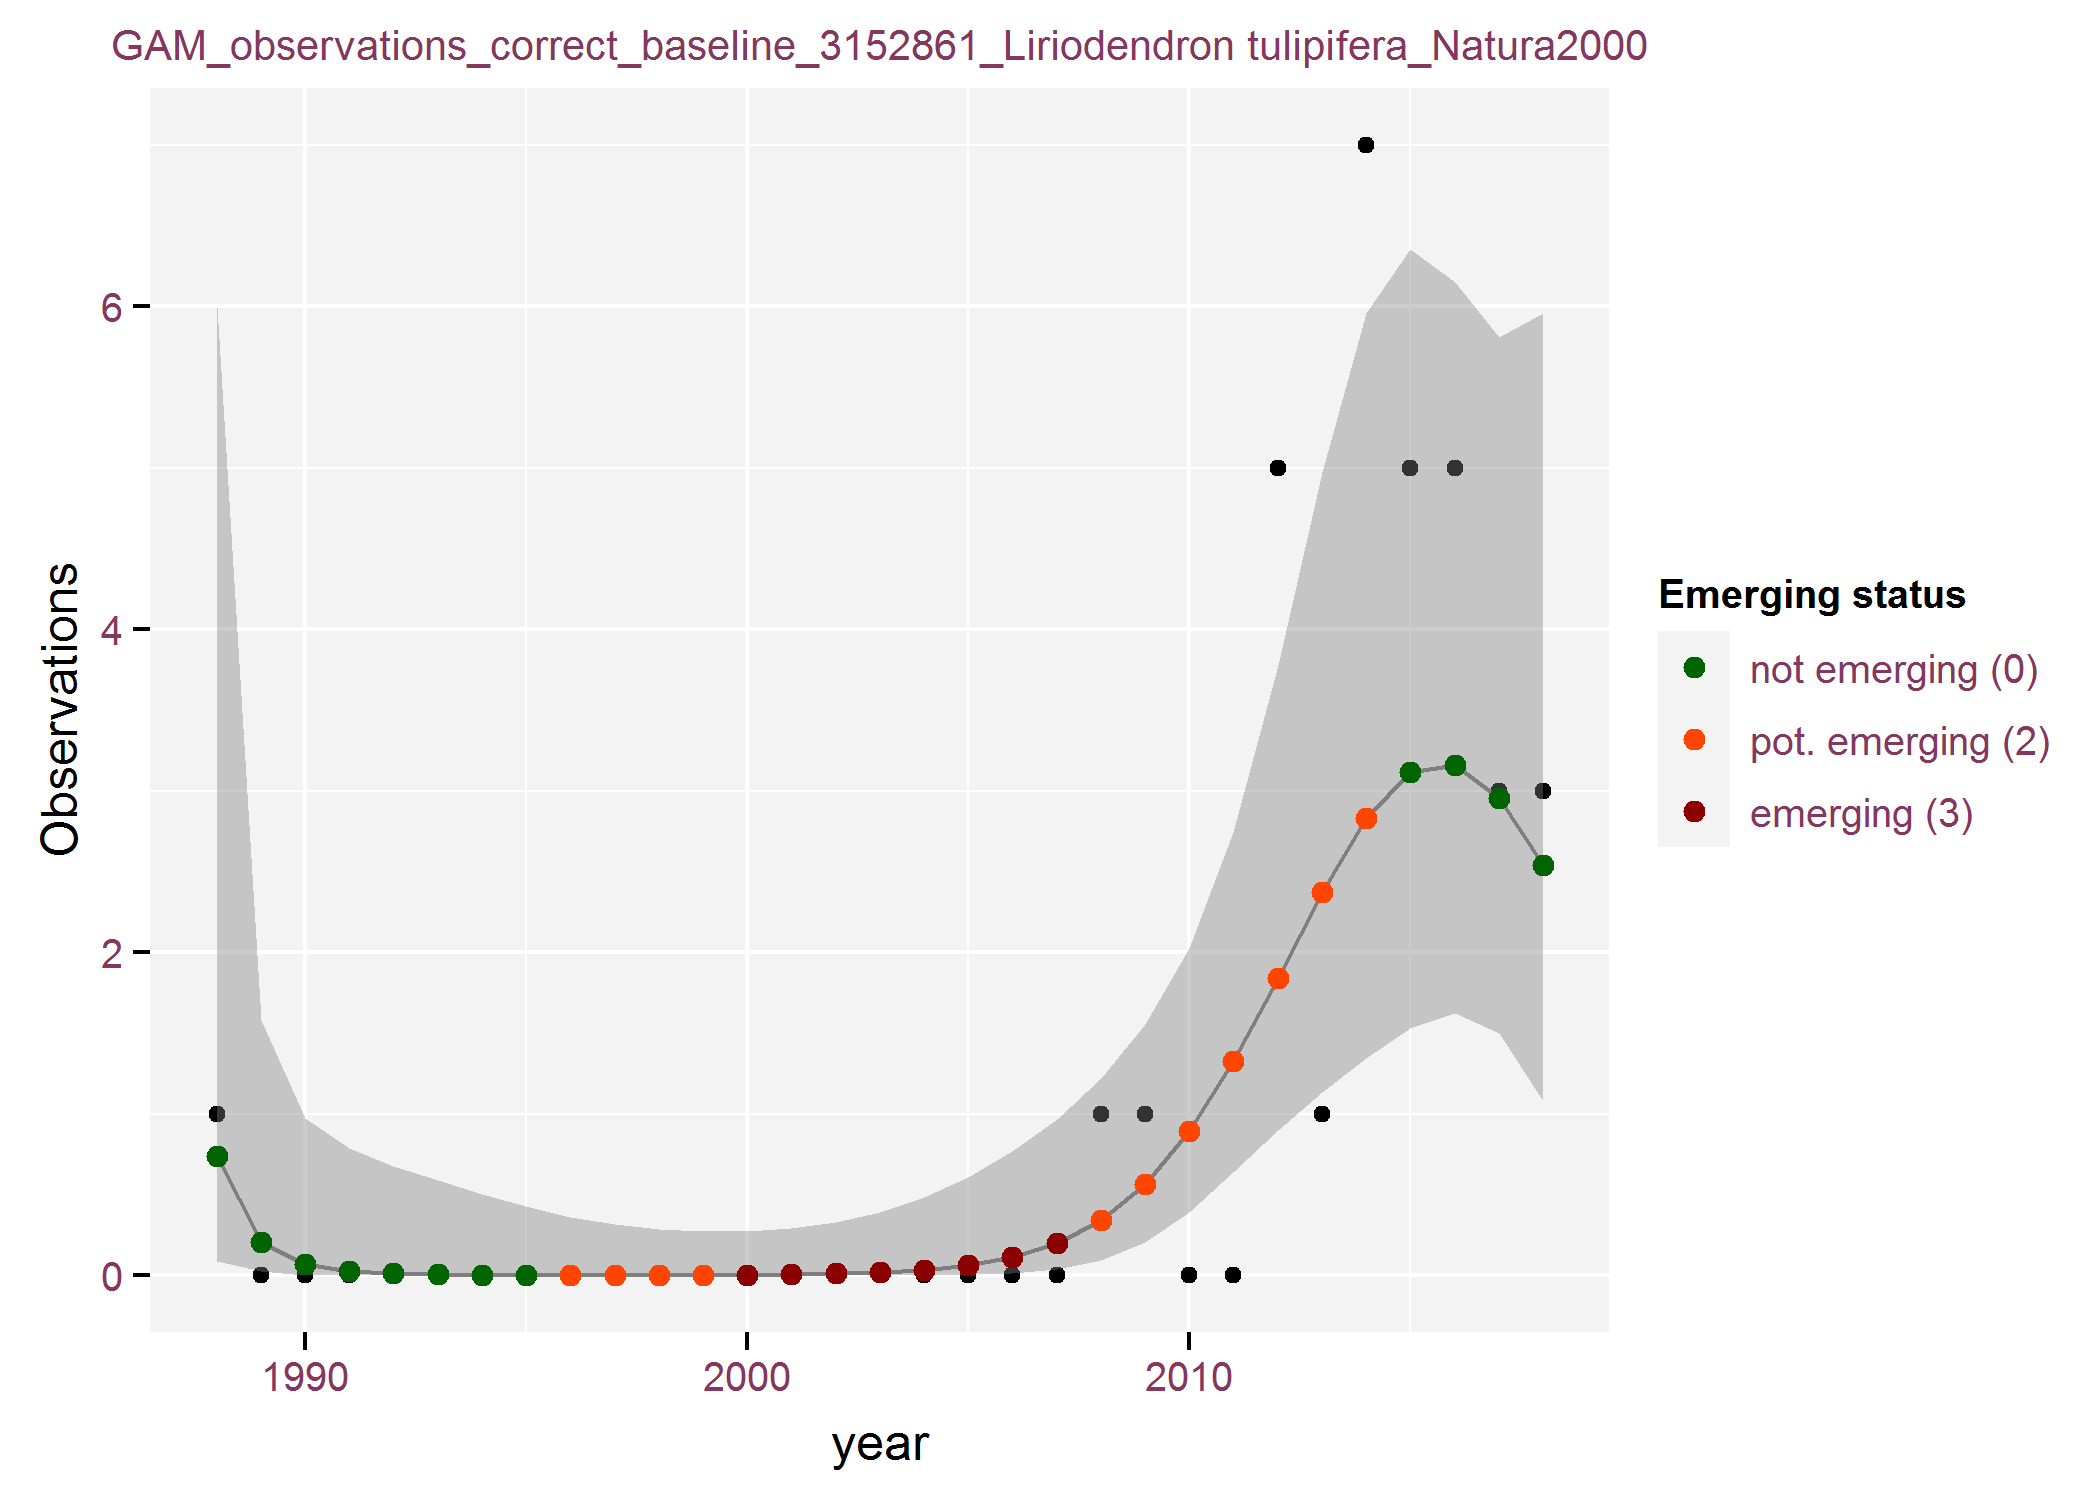 GAM_observations_correct_baseline_3152861_Liriodendron tulipifera_Natura2000
Observations
6
4
2
0
1990
2000
2010
year
Emerging status
not emerging (0)
pot. emerging (2)
emerging (3)